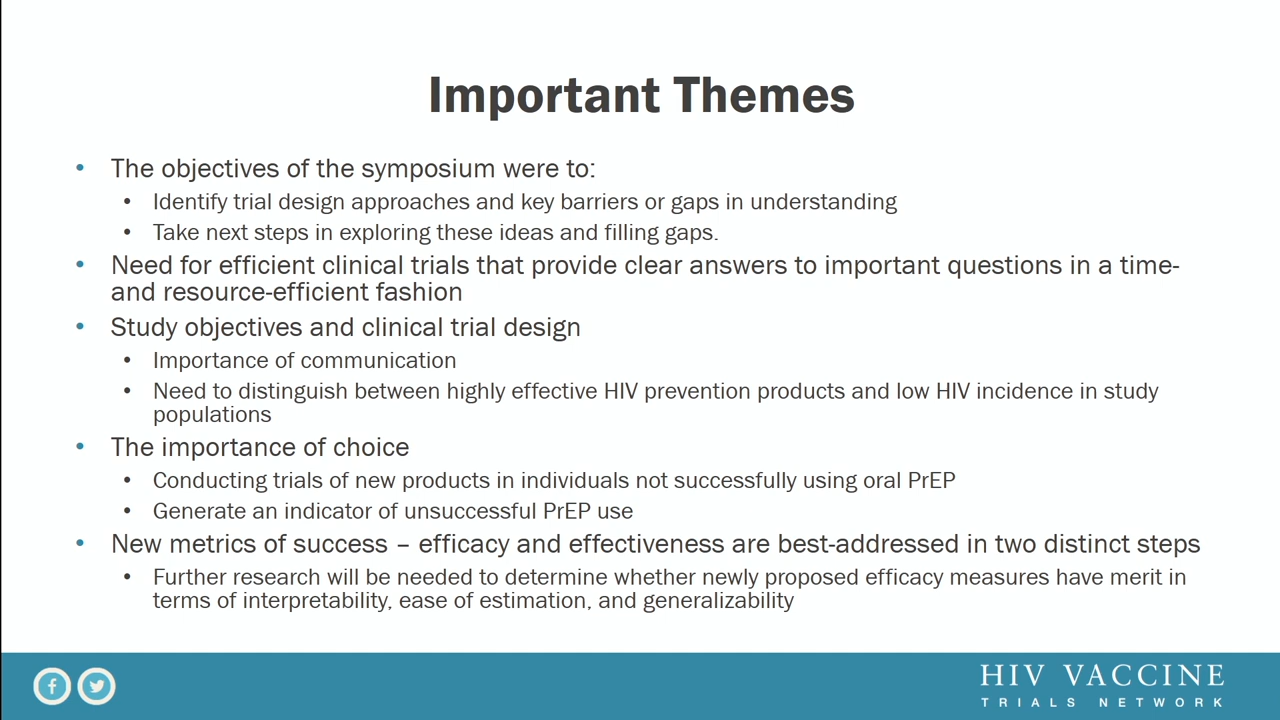 Important Themes
• The objectives of the symposium were to:
• Identify trial design approaches and key barriers or gaps in understanding
• Take next steps in exploring these ideas and filling gaps.
• Need for efficient clinical trials that provide clear answers to important questions in a time-
and resource-efficient fashion
• Study objectives and clinical trial design
• Importance of communication
• Need to distinguish between highly effective HIV prevention products and low HIV incidence in study
populations
• The importance of choice
• Conducting trials of new products in individuals not successfully using oral PrEP
• Generate an indicator of unsuccessful PrEP use
• New metrics of success – efficacy and effectiveness are best-addressed in two distinct steps
• Further research will be needed to determine whether newly proposed efficacy measures have merit in
terms of interpretability, ease of estimation, and generalizability
HIV VACCINE
TRIALS NETWORK